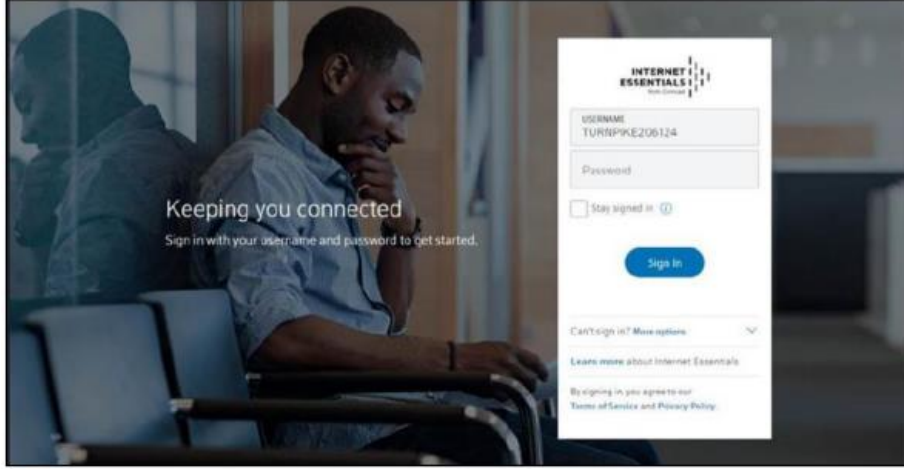 Keeping you connected
Sign in with your username and password to get started.
INTERNET
ESSENTIALS
from Comcast
USERNAME
TURNPIKE206124
Password
Stay signed in
Sign In
Can't sign in? More options
Learn more about Internet Essentials
By signing in, you agree to our
Terms of Service and Privacy Policy.